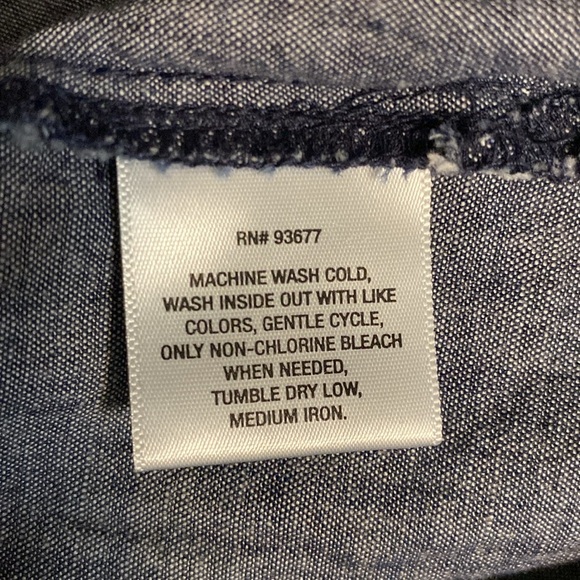 RN# 93677
MACHINE WASH COLD,
WASH INSIDE OUT WITH LIKE
COLORS, GENTLE CYCLE,
ONLY NON-CHLORINE BLEACH
WHEN NEEDED,
TUMBLE DRY LOW,
MEDIUM IRON.